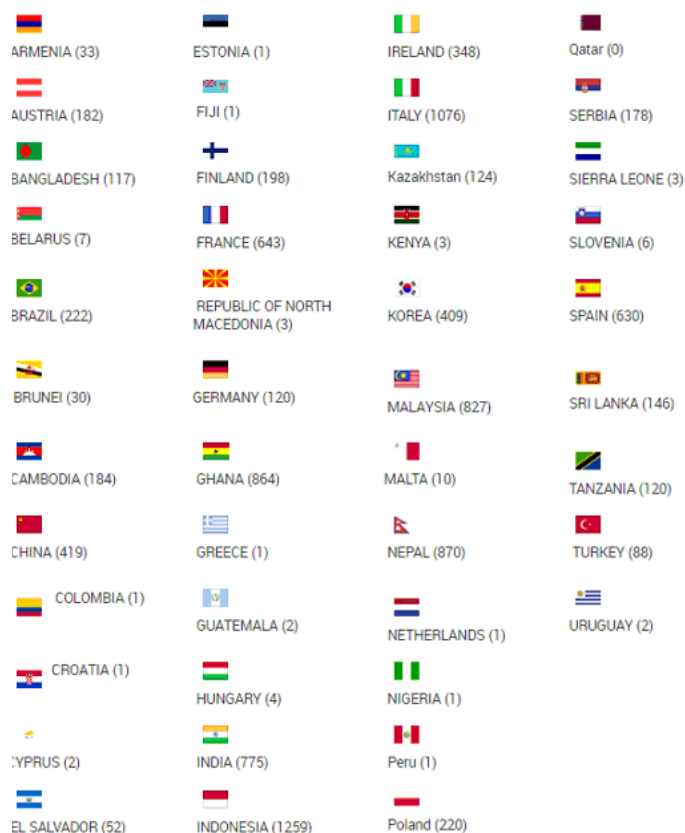 ARMENIA (33)
ESTONIA (1)
IRELAND (348)
Qatar (0)
AUSTRIA (182)
FIJI (1)
ITALY (1076)
SERBIA (178)
BANGLADESH (117)
FINLAND (198)
Kazakhstan (124)
SIERRA LEONE (3)
BELARUS (7)
FRANCE (643)
KENYA (3)
SLOVENIA (6)
BRAZIL (222)
REPUBLIC OF NORTH
MACEDONIA (3)
KOREA (409)
SPAIN (630)
BRUNEI (30)
GERMANY (120)
MALAYSIA (827)
SRI LANKA (146)
CAMBODIA (184)
GHANA (864)
MALTA (10)
TANZANIA (120)
CHINA (419)
GREECE (1)
NEPAL (870)
TURKEY (88)
COLOMBIA (1)
GUATEMALA (2)
NETHERLANDS (1)
URUGUAY (2)
CROATIA (1)
HUNGARY (4)
NIGERIA (1)
CYPRUS (2)
INDIA (775)
Peru (1)
EL SALVADOR (52)
INDONESIA (1259)
Poland (220)